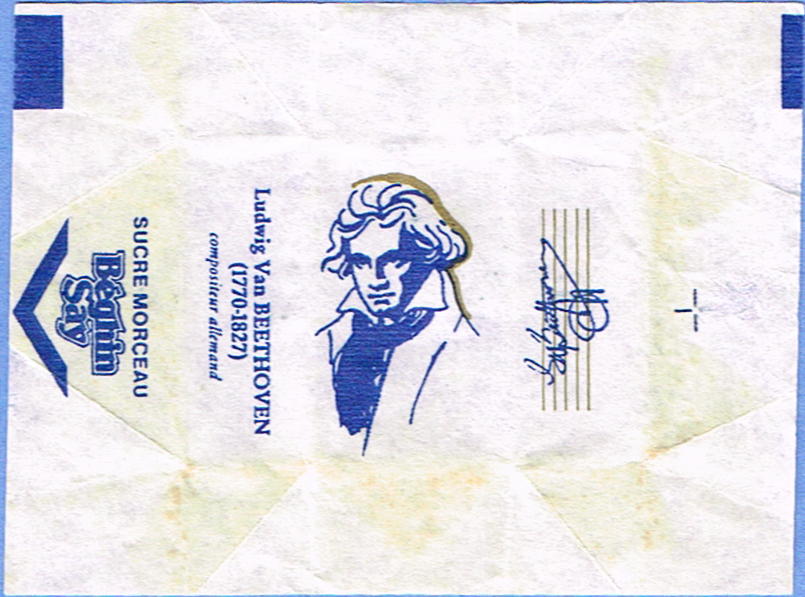 Ludwig Van BEETHOVEN
(1770-1827)
compositeur allemand
SUCRE MORCEAU
Béghin
Say